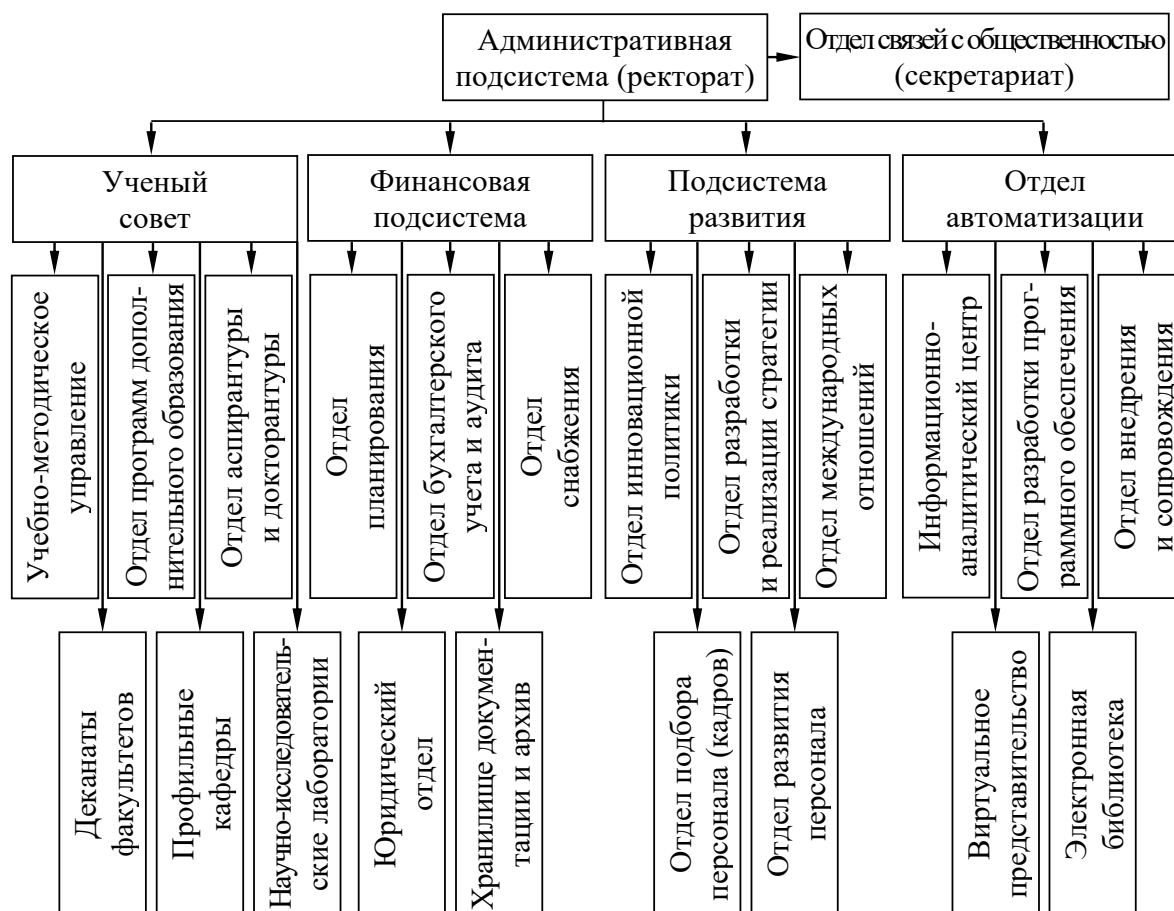 Административная
подсистема (ректорат)
Отдел связей с общественностью
(секретариат)
Ученый
совет
Финансовая
подсистема
Подсистема
развития
Отдел
автоматизации
Учебно-методическое
управление
Отдел программ допол-
нительного образования
Отдел аспирантуры
и докторантуры
Отдел
планирования
Отдел бухгалтерского
учета и аудита
Отдел
снабжения
Отдел инновационной
политики
Отдел разработки
и реализации стратегии
Отдел международных
отношений
Информационно-
аналитический центр
Отдел разработки прог-
раммного обеспечения
Отдел внедрения
и сопровождения
Деканаты
факультетов
Профильные
кафедры
Научно-исследователь-
ские лаборатории
Юридический
отдел
Хранилище докумен-
тации и архив
Отдел подбора
персонала (кадров)
Отдел развития
персонала
Виртуальное
представительство
Электронная
библиотека